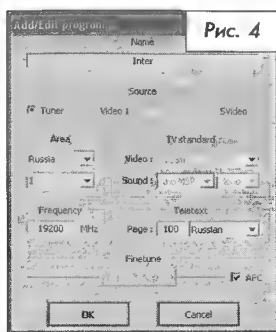 Add/Edit program
Рис. 4
Name
Inter
Source
Tuner Video 1 SVideo
Area TV standard
Russia Video:
1 Sound:
Frequency Teletext
19200 MHz Page: 100 Russian
Finetune
AFC
OK Cancel